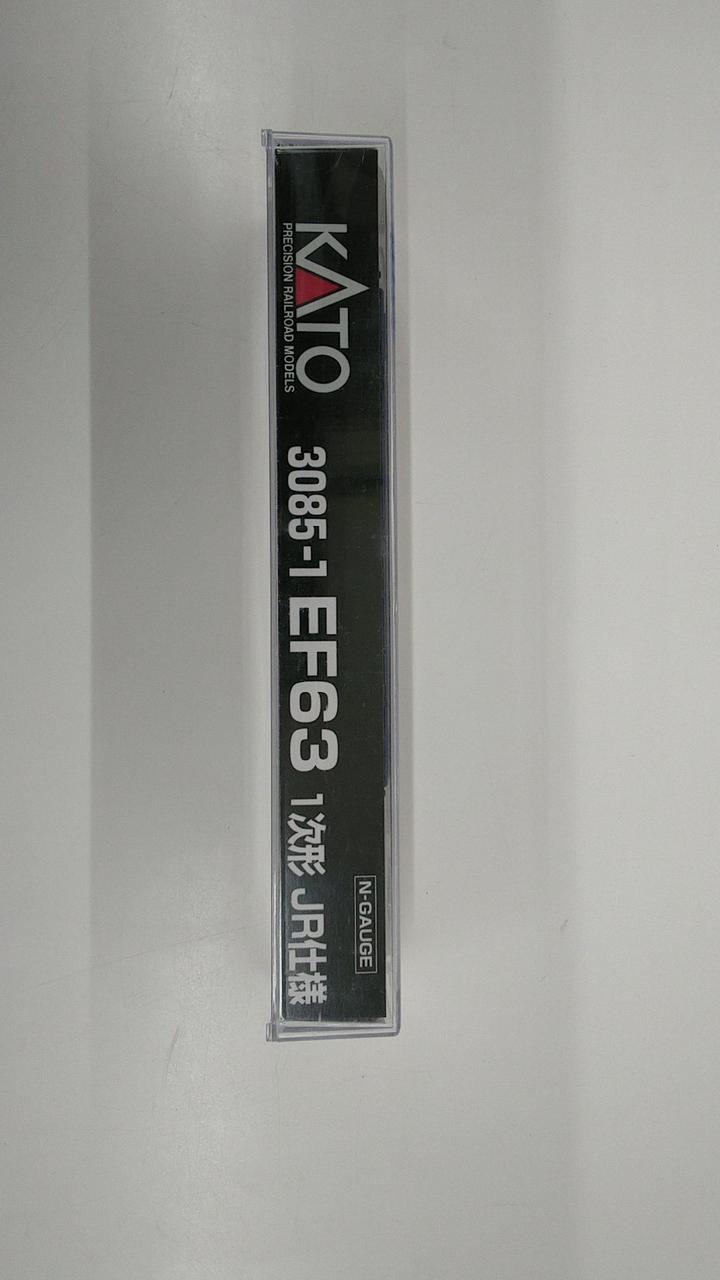 KATO
PRECISION RAILROAD MODELS
3085-1 EF63 1次形 JR仕様
N-GAUGE